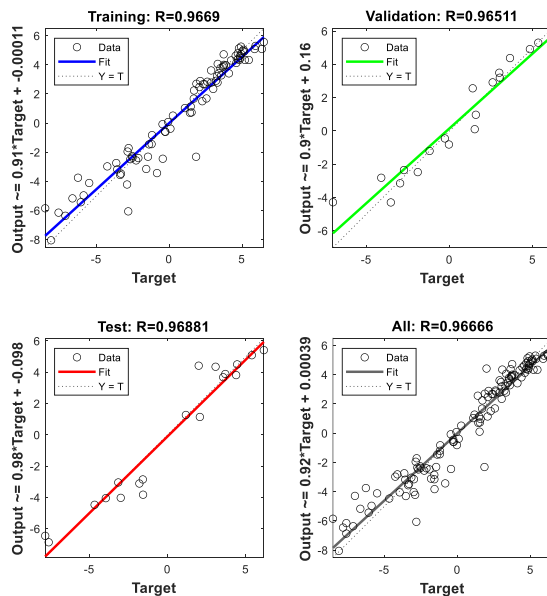 Training: R=0.9669
Output ~= 0.91*Target + -0.00011
6
4
2
0
-2
-4
-6
-8
Data
Fit
Y = T
-5
0
5
Target
Validation: R=0.96511
Output ~= 0.9*Target + 0.16
6
4
2
0
-2
-4
-6
Data
Fit
Y = T
-5
0
5
Target
Test: R=0.96881
Output ~= 0.98*Target + -0.098
6
4
2
0
-2
-4
-6
Data
Fit
Y = T
-5
0
5
Target
All: R=0.96666
Output ~= 0.92*Target + 0.00039
6
4
2
0
-2
-4
-6
-8
Data
Fit
Y = T
-5
0
5
Target